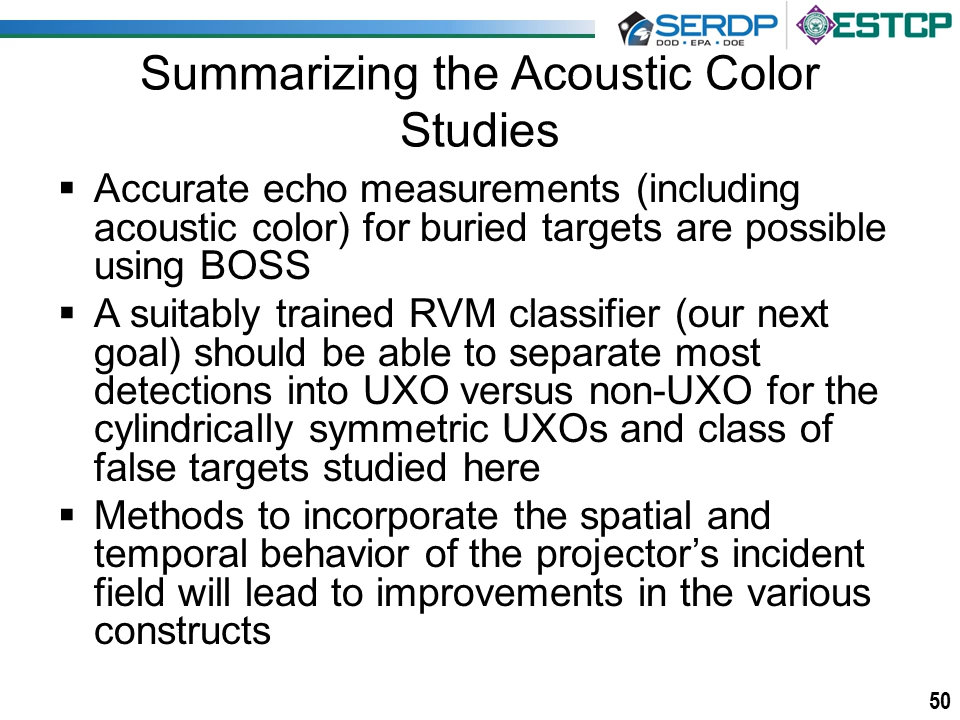 SERDP
DOD • EPA • DOE
ESTCP
Summarizing the Acoustic Color
Studies
▪ Accurate echo measurements (including
acoustic color) for buried targets are possible
using BOSS
▪ A suitably trained RVM classifier (our next
goal) should be able to separate most
detections into UXO versus non-UXO for the
cylindrically symmetric UXOs and class of
false targets studied here
▪ Methods to incorporate the spatial and
temporal behavior of the projector’s incident
field will lead to improvements in the various
constructs
50